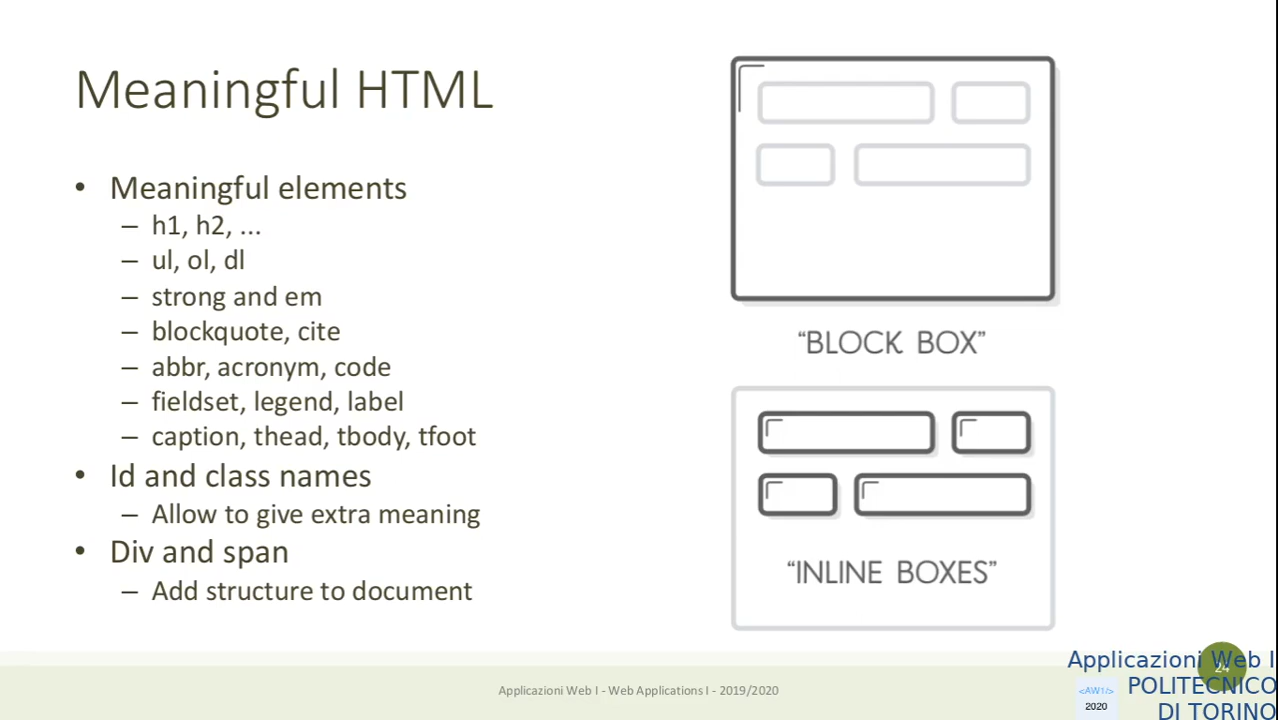 Meaningful HTML
• Meaningful elements
– h1, h2, ...
– ul, ol, dl
– strong and em
– blockquote, cite
– abbr, acronym, code
– fieldset, legend, label
– caption, thead, tbody, tfoot
• Id and class names
– Allow to give extra meaning
• Div and span
– Add structure to document
“BLOCK BOX”
“INLINE BOXES”
Applicazioni Web I - Web Applications I - 2019/2020
24
Applicazioni Web I
POLITECNICO
DI TORINO
<AW1/>
2020